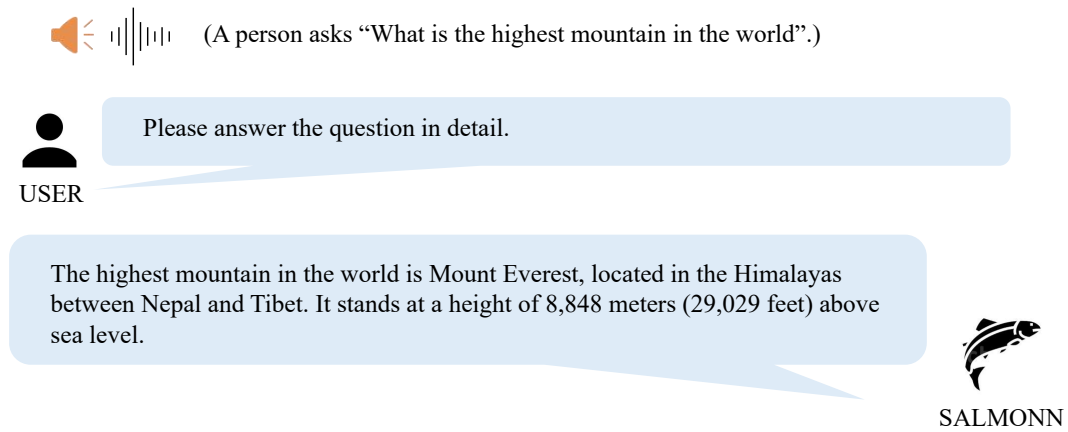 (A person asks “What is the highest mountain in the world”.)
Please answer the question in detail.
USER
The highest mountain in the world is Mount Everest, located in the Himalayas
between Nepal and Tibet. It stands at a height of 8,848 meters (29,029 feet) above
sea level.
SALMONN